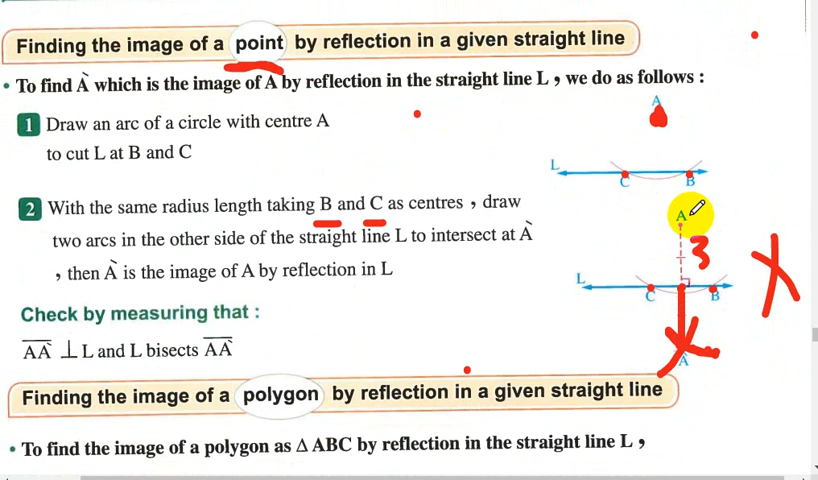 Finding the image of a point by reflection in a given straight line
• To find À which is the image of A by reflection in the straight line L , we do as follows :
1 Draw an arc of a circle with centre A
to cut L at B and C
A
L
C
B
2 With the same radius length taking B and C as centres , draw
two arcs in the other side of the straight line L to intersect at À
, then À is the image of A by reflection in L
A
3
L
C
B
À
Check by measuring that :
AÀ ⊥ L and L bisects AÀ
Finding the image of a polygon by reflection in a given straight line
• To find the image of a polygon as Δ ABC by reflection in the straight line L ,